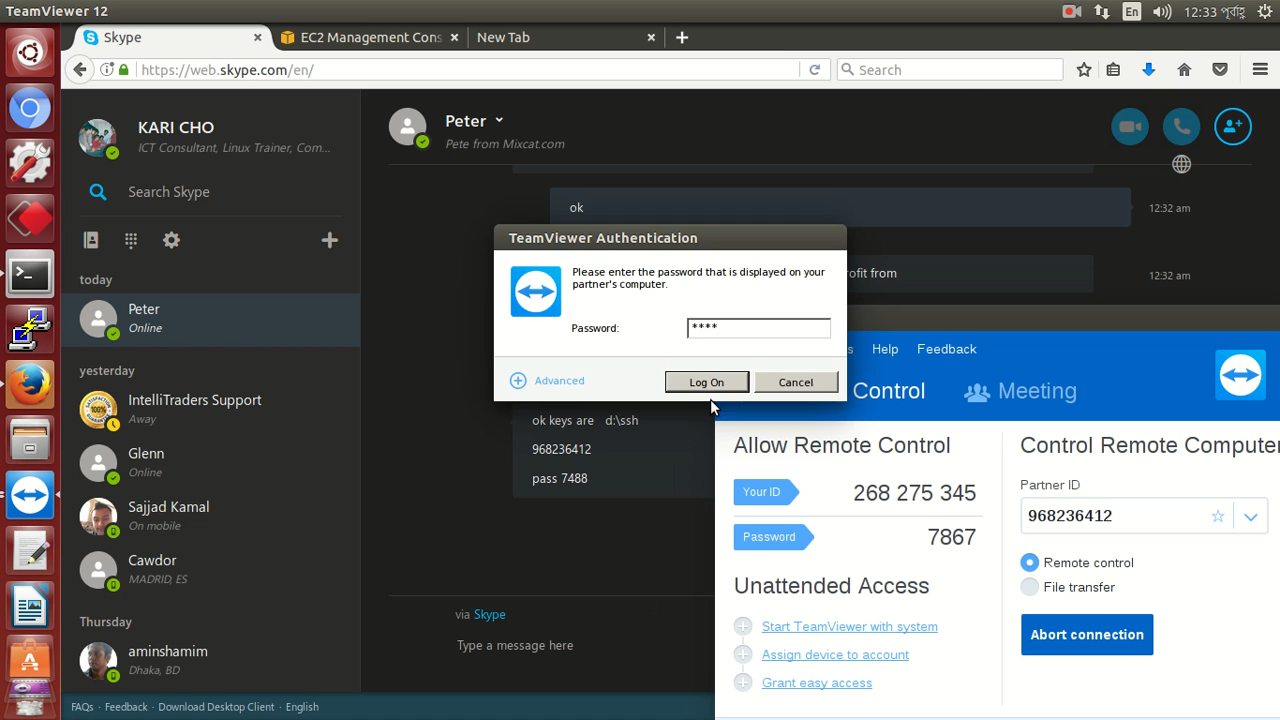 TeamViewer 12
En
12:33 পূর্বাহ্ণ
Skype
EC2 Management Cons
New Tab
https://web.skype.com/en/
Search
KARI CHO
ICT Consultant, Linux Trainer, Com...
Search Skype
today
Peter
Online
yesterday
IntelliTraders Support
Away
Glenn
Online
Sajjad Kamal
On mobile
Cawdor
MADRID, ES
Thursday
aminshamim
Dhaka, BD
FAQs · Feedback · Download Desktop Client · English
Peter
Pete from Mixcat.com
ok
12:32 am
ofit from
12:32 am
ok keys are d:\ssh
968236412
pass 7488
via Skype
Type a message here
TeamViewer Authentication
Please enter the password that is displayed on your
partner's computer.
Password:
****
Advanced
Log On
Cancel
s Help Feedback
Control
Meeting
Allow Remote Control
Your ID
268 275 345
Password
7867
Unattended Access
Start TeamViewer with system
Assign device to account
Grant easy access
Control Remote Computer
Partner ID
968236412
Remote control
File transfer
Abort connection